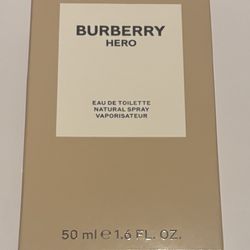 BURBERRY
HERO
EAU DE TOILETTE
NATURAL SPRAY
VAPORISATEUR
50 ml ℮ 1.6 FL. OZ.